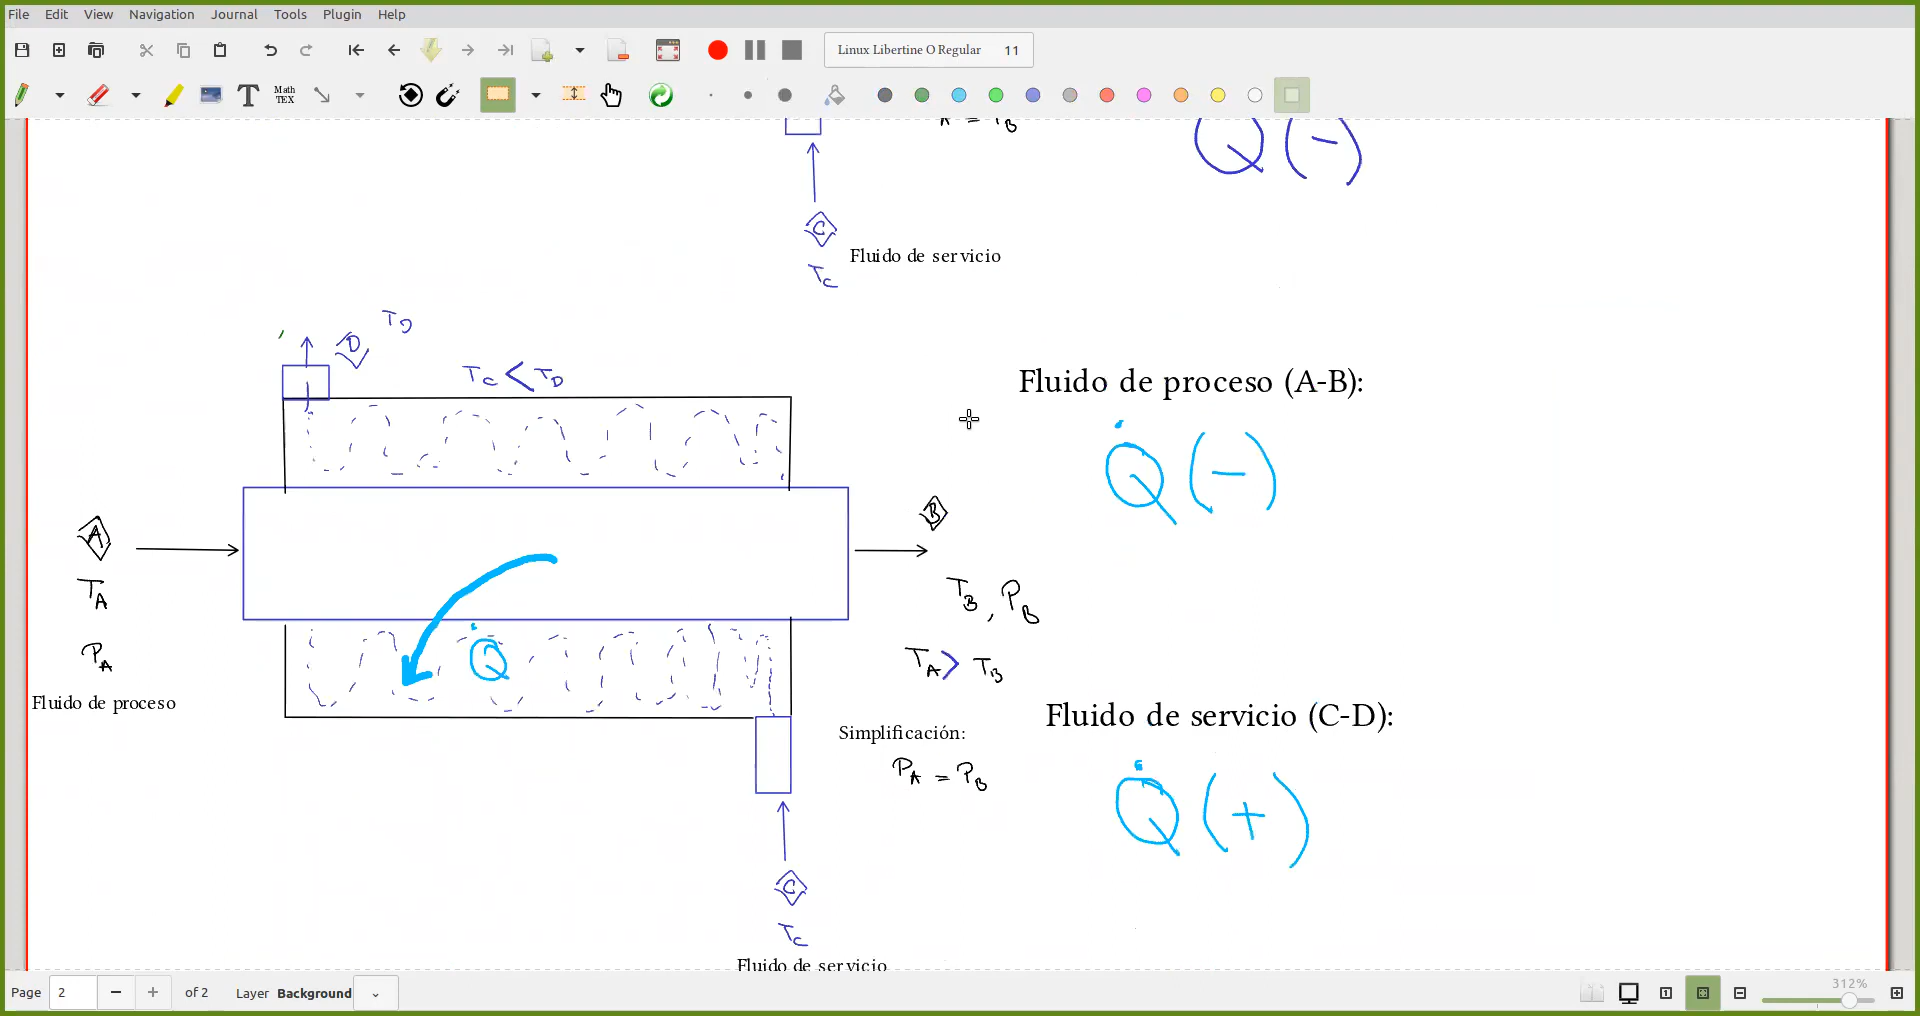 File Edit View Navigation Journal Tools Plugin Help
Linux Libertine O Regular 11
Math TEX
A = PB
Q (-)
C
Fluido de servicio
TC
TD
D
TC < TD
Fluido de proceso (A-B):
Q̇ (-)
A
B
TA
TB, PB
PA
Q̇
TA > TB
Fluido de proceso
Fluido de servicio (C-D):
Simplificación:
PA = PB
Q̇ (+)
C
TC
Fluido de servicio
Page 2 of 2 Layer Background
312%